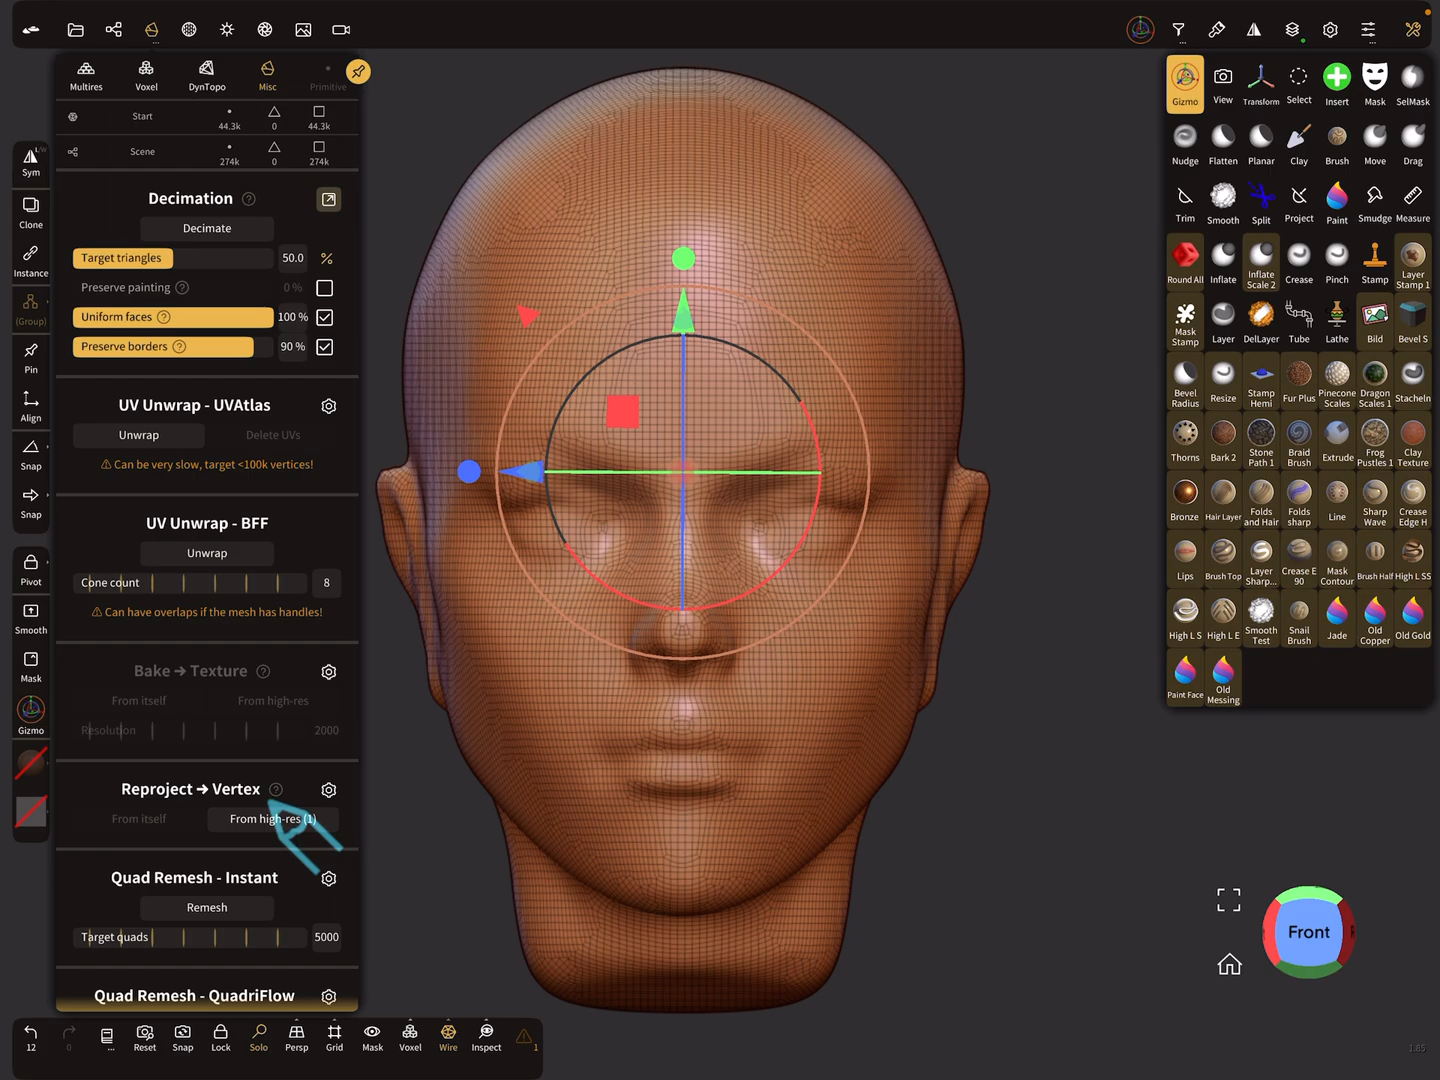 Multires
Voxel
DynTopo
Misc
Primitive
Start
44.3k
0
44.3k
Scene
274k
0
274k
Decimation
Decimate
Target triangles
50.0
%
Preserve painting
0 %
Uniform faces
100 %
Preserve borders
90 %
UV Unwrap - UVAtlas
Unwrap
Delete UVs
Can be very slow, target <100k vertices!
UV Unwrap - BFF
Unwrap
Cone count
8
Can have overlaps if the mesh has handles!
Bake → Texture
From itself
From high-res
Resolution
2000
Reproject → Vertex
From itself
From high-res (1)
Quad Remesh - Instant
Remesh
Target quads
5000
Quad Remesh - QuadriFlow
L/W
Sym
Clone
Instance
(Group)
Pin
Align
Snap
Snap
Pivot
Smooth
Mask
Gizmo
12
0
...
Reset
Snap
Lock
Solo
Persp
Grid
Mask
Voxel
Wire
Inspect
1
Gizmo
View
Transform
Select
Insert
Mask
SelMask
Nudge
Flatten
Planar
Clay
Brush
Move
Drag
Trim
Smooth
Split
Project
Paint
Smudge
Measure
Round All
Inflate
Inflate
Scale 2
Crease
Pinch
Stamp
Layer
Stamp 1
Mask
Stamp
Layer
DelLayer
Tube
Lathe
Bild
Bevel S
Bevel
Radius
Resize
Stamp
Hemi
Fur Plus
Pinecone
Scales
Dragon
Scales 1
Stacheln
Thorns
Bark 2
Stone
Path 1
Braid
Brush
Extrude
Frog
Pustles 1
Clay
Texture
Bronze
Hair Layer
Folds
and Hair
Folds
sharp
Line
Sharp
Wave
Crease
Edge H
Lips
Brush Top
Layer
Sharp...
Crease E
90
Mask
Contour
Brush Half
High L SS
High L S
High L E
Smooth
Test
Snail
Brush
Jade
Old
Copper
Old Gold
Paint Face
Old
Messing
Front
1.85